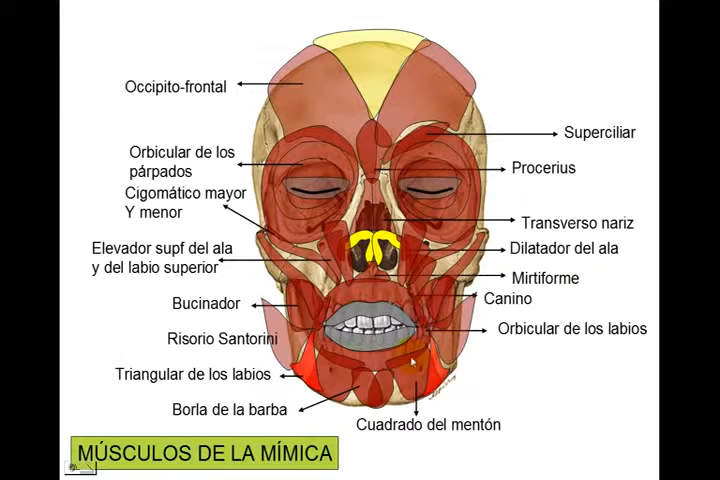 Occipito-frontal
Superciliar
Orbicular de los
párpados
Procerius
Cigomático mayor
Y menor
Transverso nariz
Elevador supf del ala
y del labio superior
Dilatador del ala
Mirtiforme
Canino
Bucinador
Orbicular de los labios
Risorio Santorini
Triangular de los labios
Borla de la barba
Cuadrado del mentón
MÚSCULOS DE LA MÍMICA